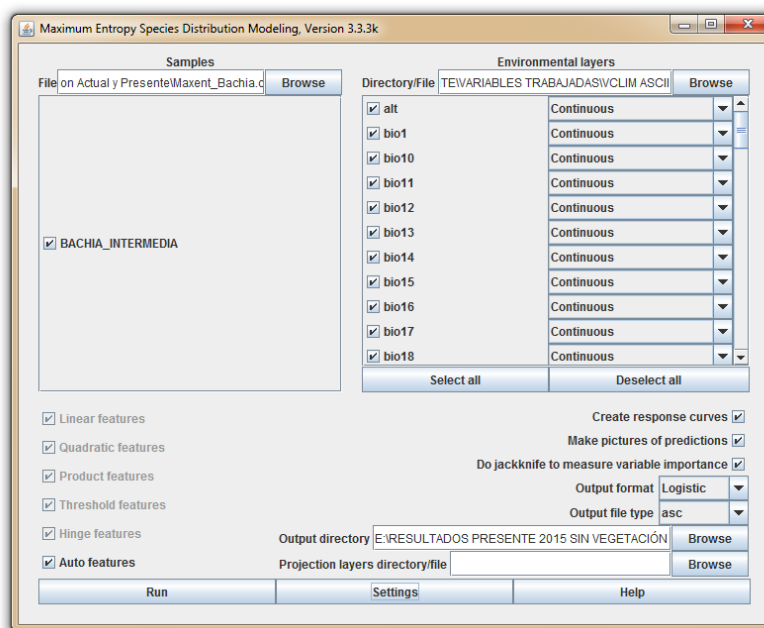 Maximum Entropy Species Distribution Modeling, Version 3.3.3k
Samples
File on Actual y Presente\Maxent_Bachia.c Browse
Environmental layers
Directory/File TE\VARIABLES TRABAJADAS\VCLIM ASCII Browse
BACHIA_INTERMEDIA
alt Continuous
bio1 Continuous
bio10 Continuous
bio11 Continuous
bio12 Continuous
bio13 Continuous
bio14 Continuous
bio15 Continuous
bio16 Continuous
bio17 Continuous
bio18 Continuous
Select all Deselect all
Linear features
Quadratic features
Product features
Threshold features
Hinge features
Auto features
Create response curves
Make pictures of predictions
Do jackknife to measure variable importance
Output format Logistic
Output file type asc
Output directory E:\RESULTADOS PRESENTE 2015 SIN VEGETACIÓN Browse
Projection layers directory/file Browse
Run Settings Help